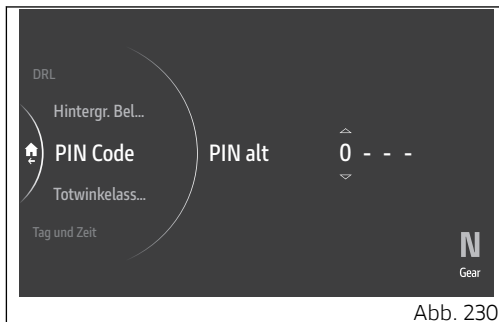 DRL
Hintergr. Bel...
PIN Code
PIN alt
0 - - -
Totwinkelass...
Tag und Zeit
N
Gear
Abb. 230